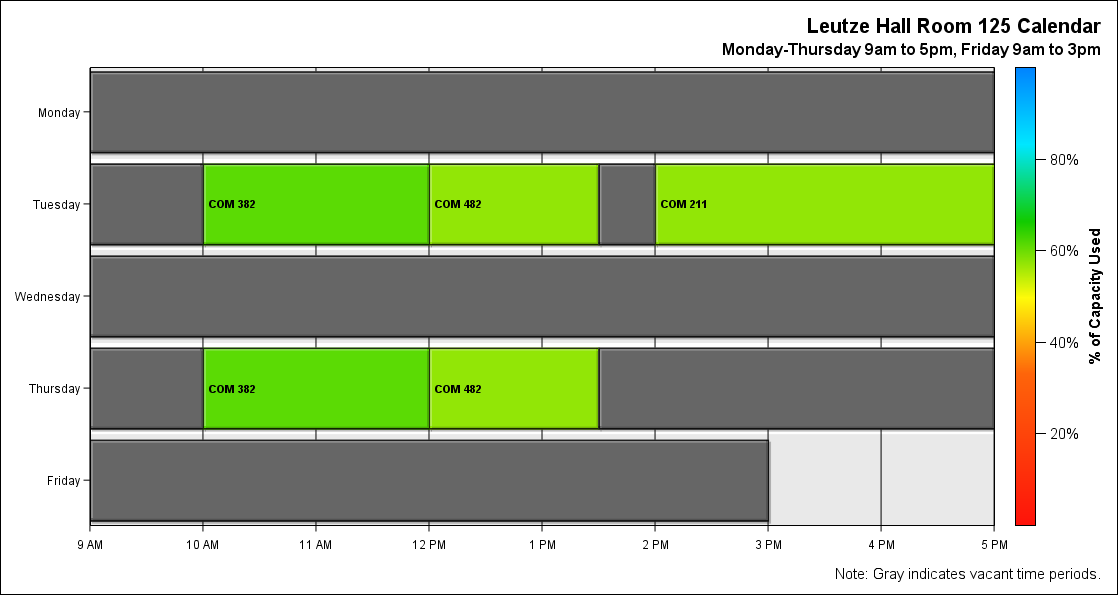 Leutze Hall Room 125 Calendar
Monday-Thursday 9am to 5pm, Friday 9am to 3pm
Monday
Tuesday
COM 382
COM 482
COM 211
Wednesday
Thursday
COM 382
COM 482
Friday
9 AM
10 AM
11 AM
12 PM
1 PM
2 PM
3 PM
4 PM
5 PM
80%
60%
40%
20%
% of Capacity Used
Note: Gray indicates vacant time periods.